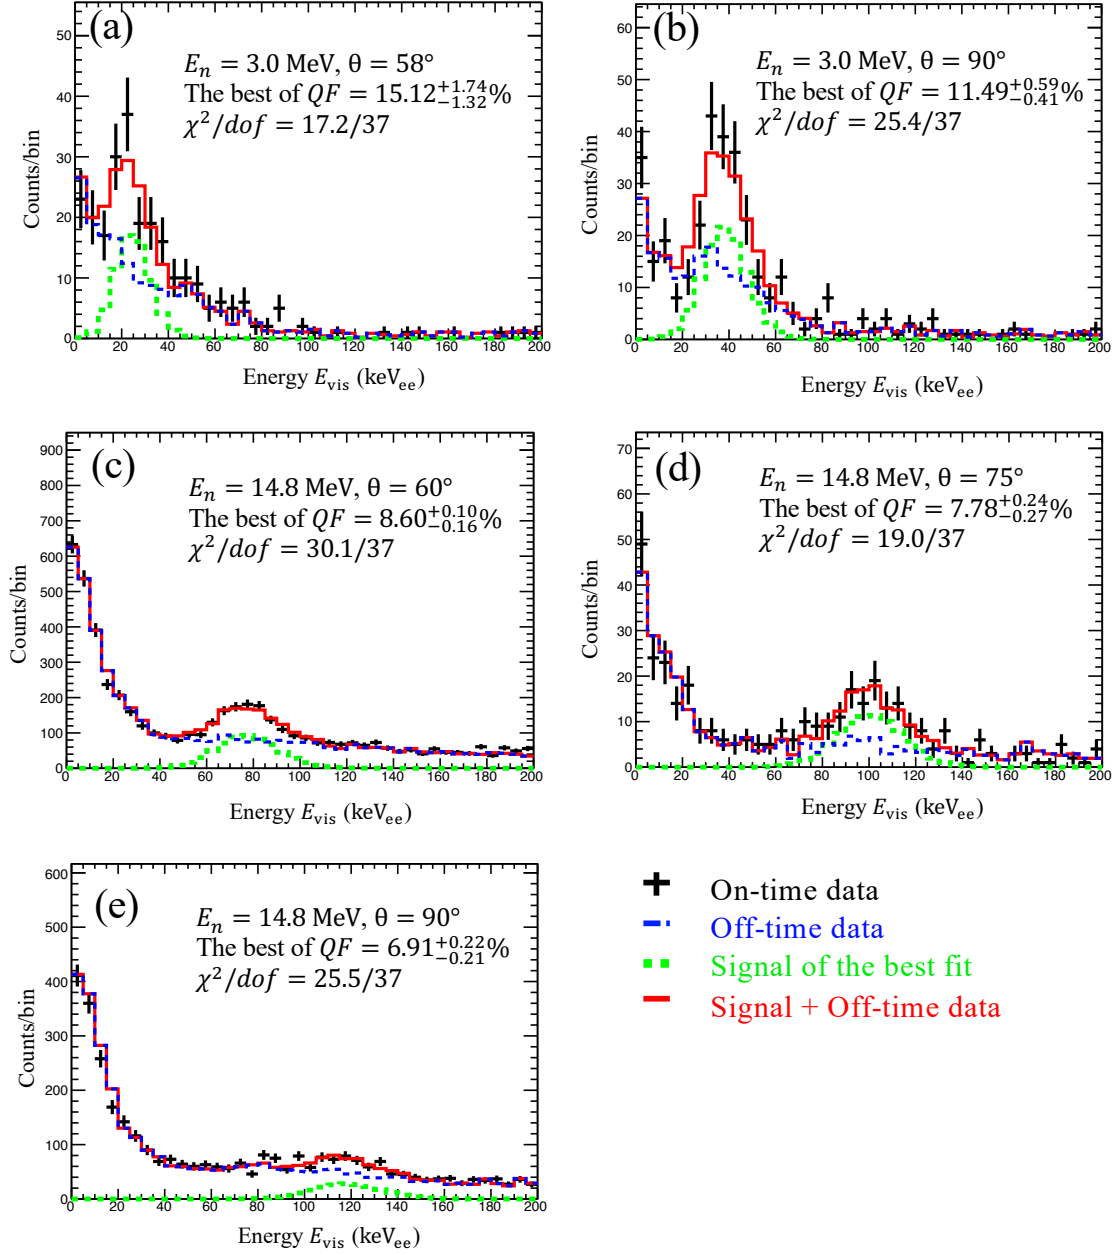 (a)
E_n = 3.0 MeV, θ = 58°
The best of QF = 15.12^{+1.74}_{-1.32}%
χ²/dof = 17.2/37
50
40
30
20
10
0
Counts/bin
0 20 40 60 80 100 120 140 160 180 200
Energy E_vis (keV_ee)
(b)
E_n = 3.0 MeV, θ = 90°
The best of QF = 11.49^{+0.59}_{-0.41}%
χ²/dof = 25.4/37
60
50
40
30
20
10
0
Counts/bin
0 20 40 60 80 100 120 140 160 180 200
Energy E_vis (keV_ee)
(c)
E_n = 14.8 MeV, θ = 60°
The best of QF = 8.60^{+0.10}_{-0.16}%
χ²/dof = 30.1/37
900
800
700
600
500
400
300
200
100
0
Counts/bin
0 20 40 60 80 100 120 140 160 180 200
Energy E_vis (keV_ee)
(d)
E_n = 14.8 MeV, θ = 75°
The best of QF = 7.78^{+0.24}_{-0.27}%
χ²/dof = 19.0/37
70
60
50
40
30
20
10
0
Counts/bin
0 20 40 60 80 100 120 140 160 180 200
Energy E_vis (keV_ee)
(e)
E_n = 14.8 MeV, θ = 90°
The best of QF = 6.91^{+0.22}_{-0.21}%
χ²/dof = 25.5/37
600
500
400
300
200
100
0
Counts/bin
0 20 40 60 80 100 120 140 160 180 200
Energy E_vis (keV_ee)
On-time data
Off-time data
Signal of the best fit
Signal + Off-time data